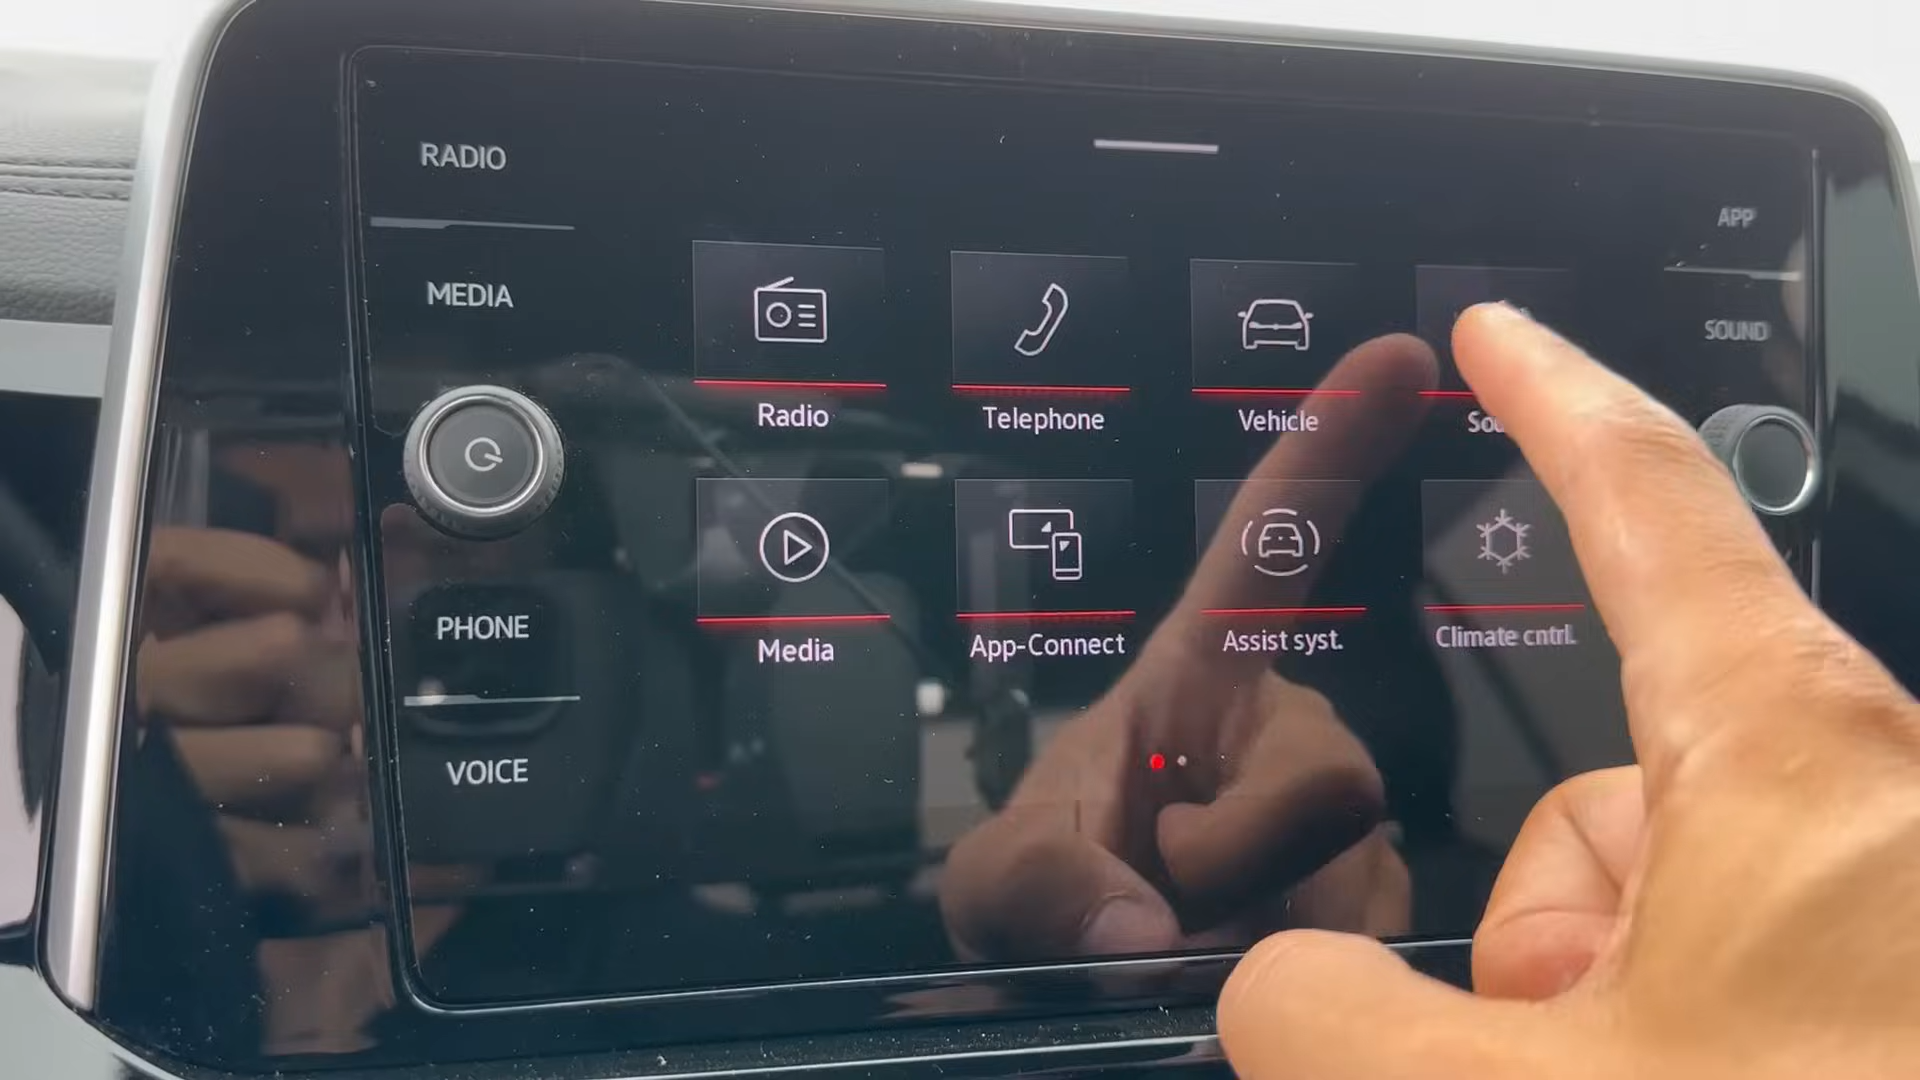 RADIO
MEDIA
PHONE
VOICE
Radio
Telephone
Vehicle
Media
App-Connect
Assist syst.
Climate cntrl.
APP
SOUND